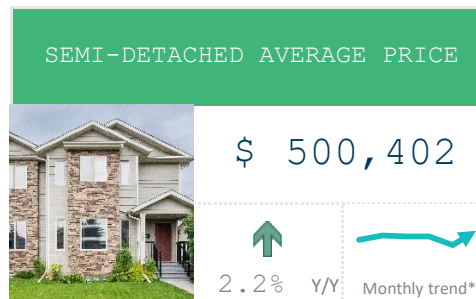 SEMI-DETACHED AVERAGE PRICE
$ 500,402
2.2% Y/Y Monthly trend*